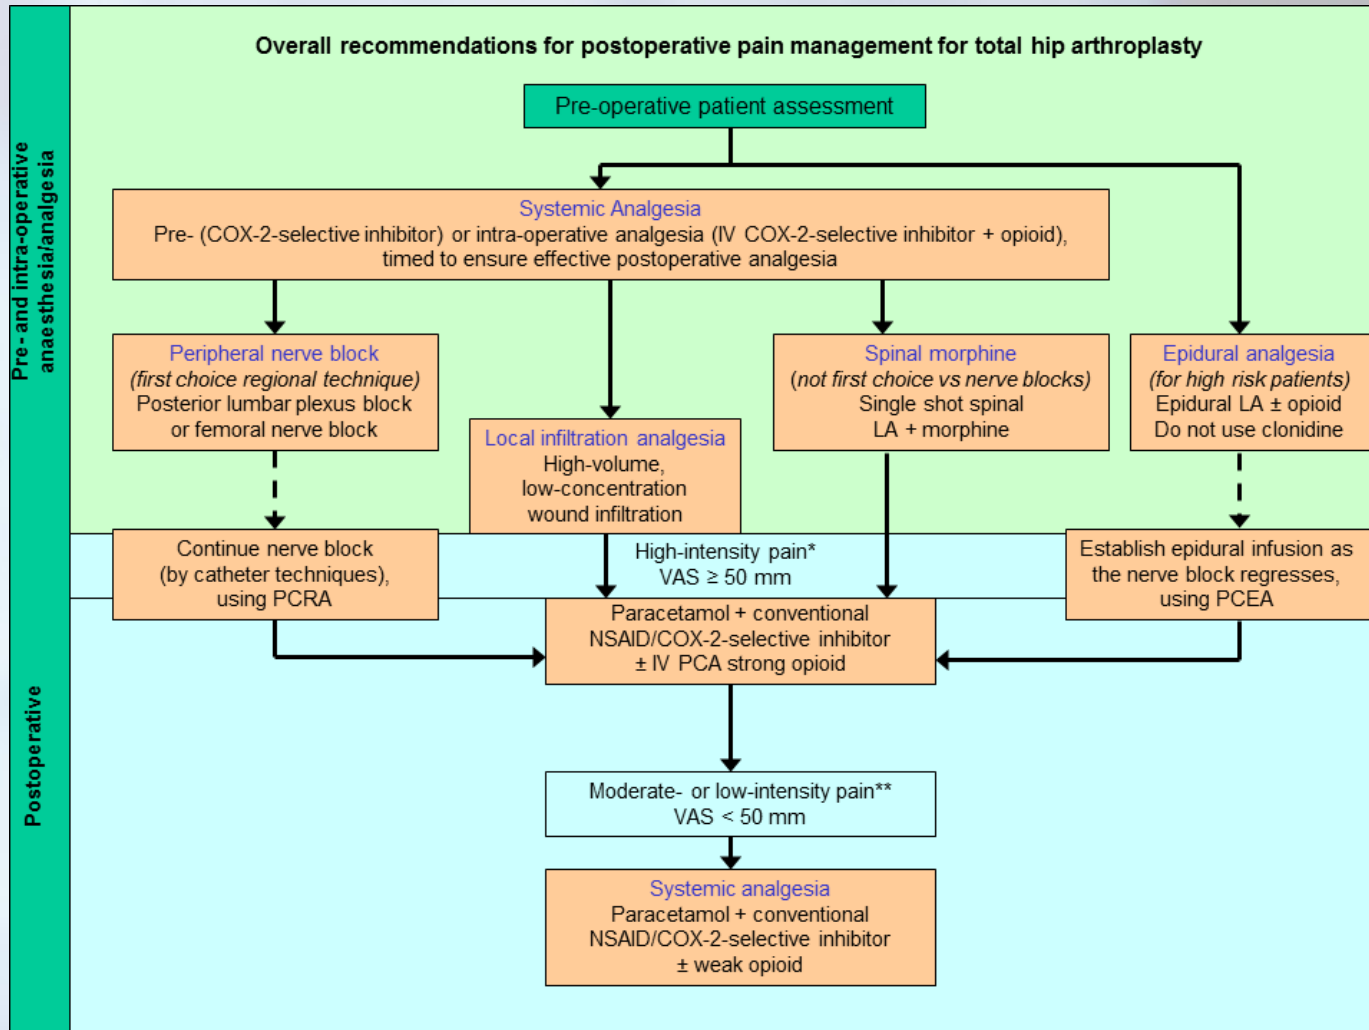 Overall recommendations for postoperative pain management for total hip arthroplasty
Pre- and intra-operative
anaesthesia/analgesia
Pre-operative patient assessment
Systemic Analgesia
Pre- (COX-2-selective inhibitor) or intra-operative analgesia (IV COX-2-selective inhibitor + opioid),
timed to ensure effective postoperative analgesia
Peripheral nerve block
(first choice regional technique)
Posterior lumbar plexus block
or femoral nerve block
Local infiltration analgesia
High-volume,
low-concentration
wound infiltration
Spinal morphine
(not first choice vs nerve blocks)
Single shot spinal
LA + morphine
Epidural analgesia
(for high risk patients)
Epidural LA ± opioid
Do not use clonidine
Postoperative
Continue nerve block
(by catheter techniques),
using PCRA
High-intensity pain*
VAS ≥ 50 mm
Establish epidural infusion as
the nerve block regresses,
using PCEA
Paracetamol + conventional
NSAID/COX-2-selective inhibitor
± IV PCA strong opioid
Moderate- or low-intensity pain**
VAS < 50 mm
Systemic analgesia
Paracetamol + conventional
NSAID/COX-2-selective inhibitor
± weak opioid